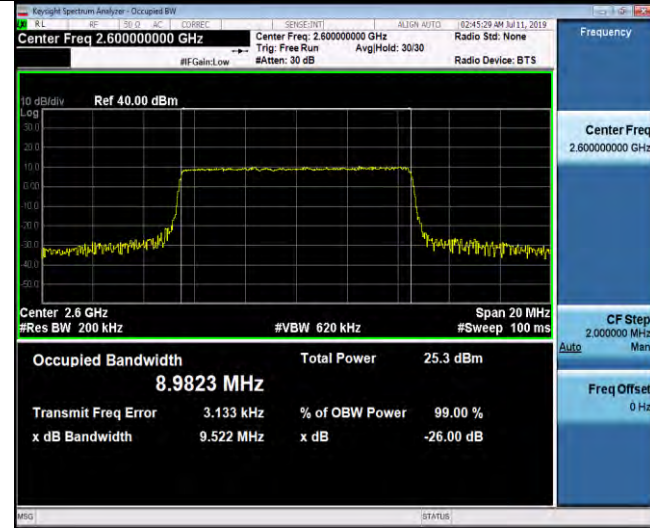 Keysight Spectrum Analyzer - Occupied BW
RL RF 50 Ω AC CORREC SENSE:INT ALIGN AUTO 02:45:29 AM Jul 11, 2019
Center Freq 2.600000000 GHz
Center Freq: 2.600000000 GHz
Radio Std: None
Trig: Free Run Avg|Hold: 30/30
#IFGain:Low #Atten: 30 dB Radio Device: BTS
Frequency
10 dB/div Ref 40.00 dBm
Log
30.0
20.0
10.0
0.00
-10.0
-20.0
-30.0
-40.0
-50.0
Center 2.6 GHz Span 20 MHz
#Res BW 200 kHz #VBW 620 kHz #Sweep 100 ms
Occupied Bandwidth Total Power 25.3 dBm
8.9823 MHz
Transmit Freq Error 3.133 kHz % of OBW Power 99.00 %
x dB Bandwidth 9.522 MHz x dB -26.00 dB
Center Freq
2.600000000 GHz
CF Step
2.000000 MHz
Auto Man
Freq Offset
0 Hz
MSG STATUS